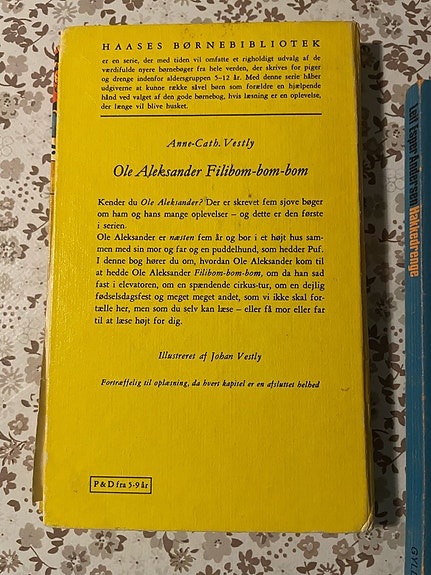 HAASES BØRNEBIBLIOTEK
er en serie, der med tiden vil omfatte et righoldigt udvalg af de
værdifulde nyere børnebøger fra hele verden, der skrives for piger
og drenge indenfor aldersgruppen 5-12 år. Med denne serie håber
udgiverne at kunne række såvel børn som forældre en hjælpende
hånd ved valget af den gode børnebog, hvis læsning er en oplevelse,
der længe vil blive husket.
Anne-Cath. Vestly
Ole Aleksander Filibom-bom-bom
Kender du Ole Aleksander? Der er skrevet fem sjove bøger
om ham og hans mange oplevelser – og dette er den første
i serien.
Ole Aleksander er næsten fem år og bor i et højt hus sam-
men med sin mor og far og en puddelhund, som hedder Puf.
I denne bog hører du om, hvordan Ole Aleksander kom til
at hedde Ole Aleksander Filibom-bom-bom, om da han sad
fast i elevatoren, om en spændende cirkus-tur, om en dejlig
fødselsdagsfest og meget meget andet, som vi ikke skal for-
tælle her, men som du selv kan læse – eller få mor eller far
til at læse højt for dig.
Illustreret af Johan Vestly
Fortræffelig til oplæsning, da hvert kapitel er en afsluttet helhed
P & D fra 5-9 år
Leif Esper Andersen Hakkedrenge
GYLD